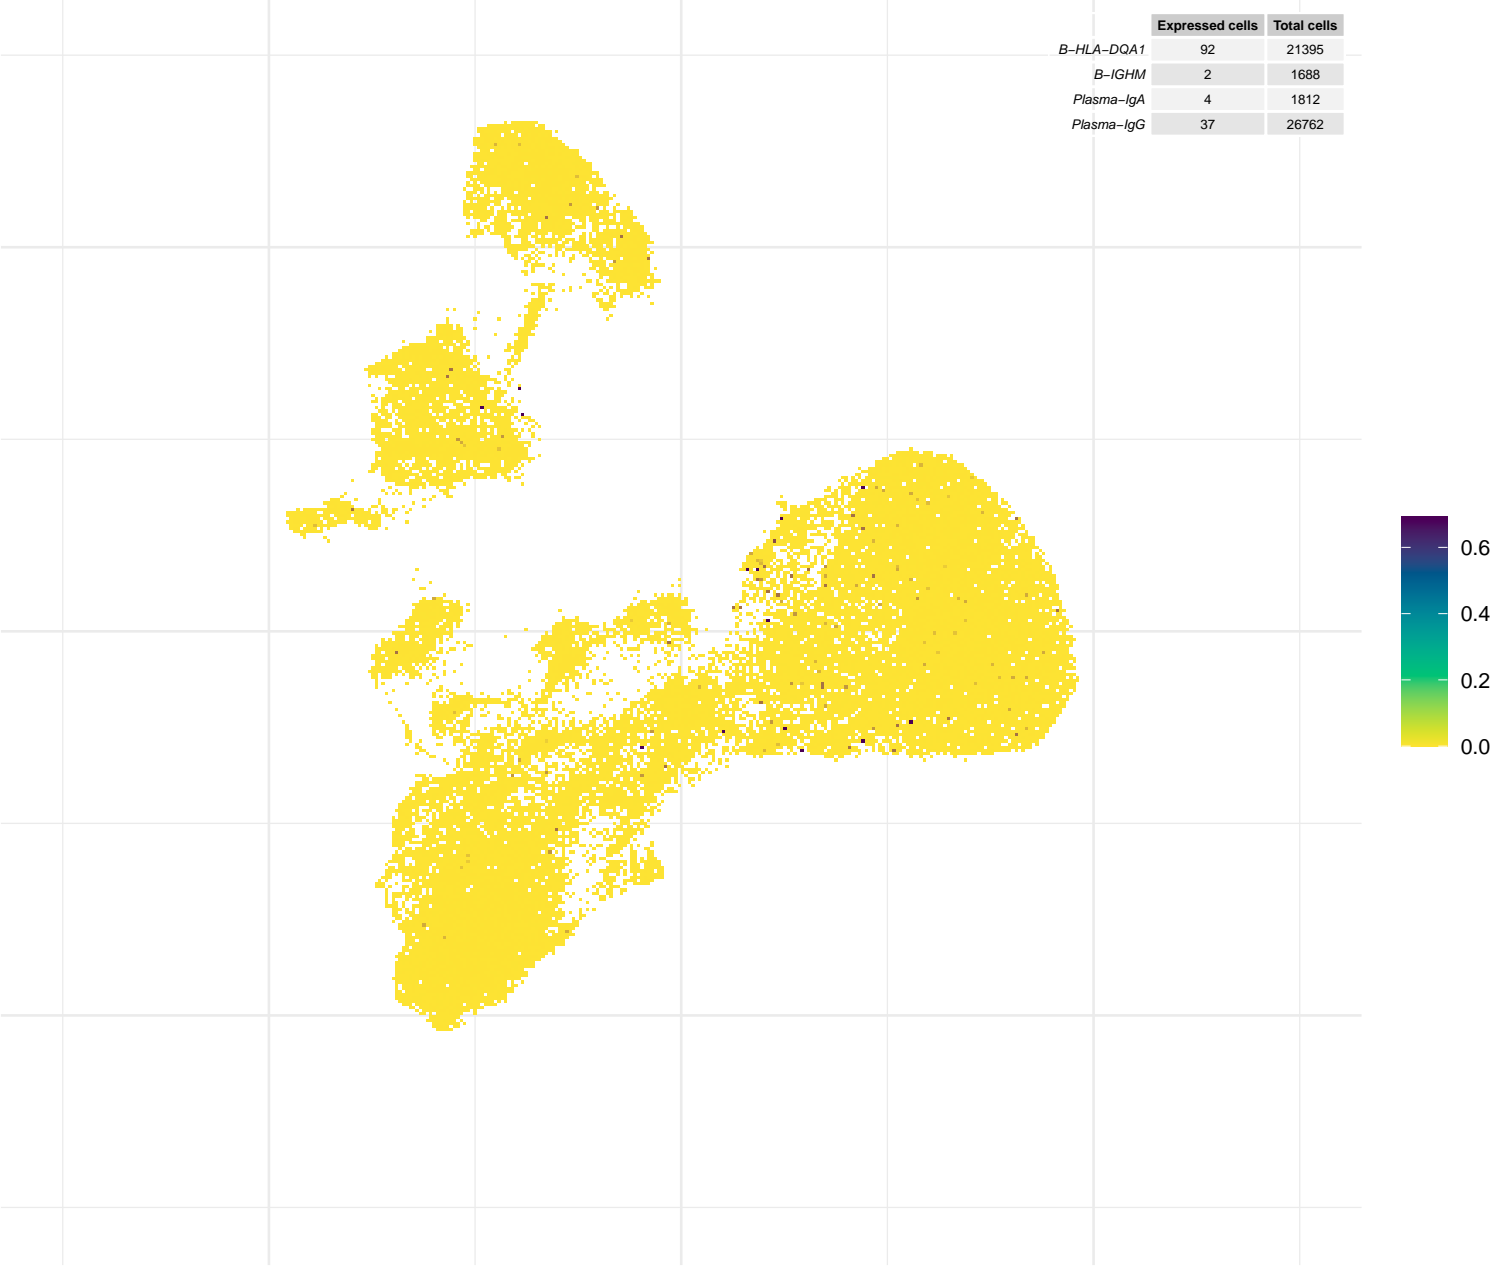 Expressed cells Total cells
B−HLA−DQA1 92 21395
B−IGHM 2 1688
Plasma−IgA 4 1812
Plasma−IgG 37 26762
0.6
0.4
0.2
0.0